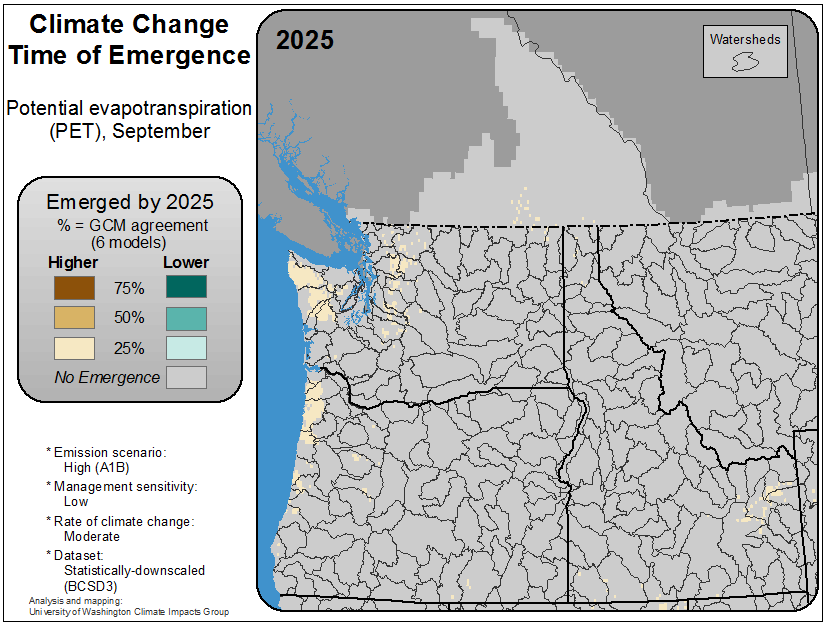 Climate Change
Time of Emergence
Potential evapotranspiration
(PET), September
2025
Watersheds
Emerged by 2025
% = GCM agreement
(6 models)
Higher Lower
75%
50%
25%
No Emergence
* Emission scenario:
High (A1B)
* Management sensitivity:
Low
* Rate of climate change:
Moderate
* Dataset:
Statistically-downscaled
(BCSD3)
Analysis and mapping:
University of Washington Climate Impacts Group